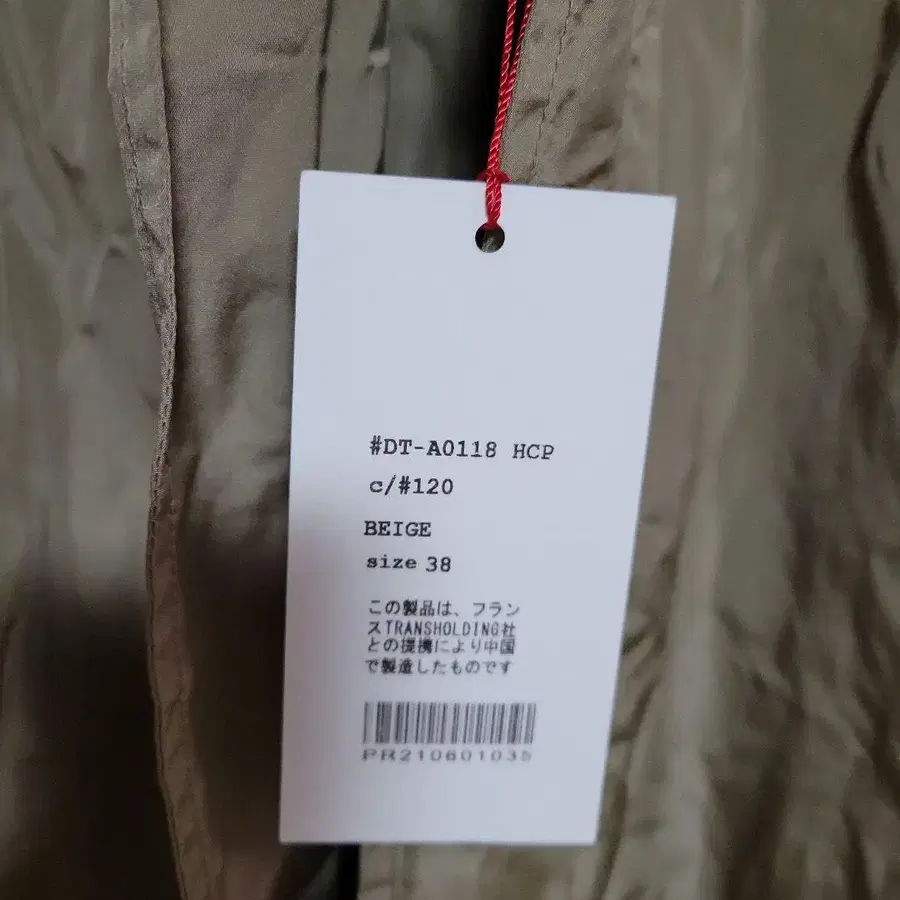 #DT-A0118 HCP
c/#120
BEIGE
size 38
この製品は、フラン
スTRANSHOLDING社
との提携により中国
で製造したものです
PR210601035